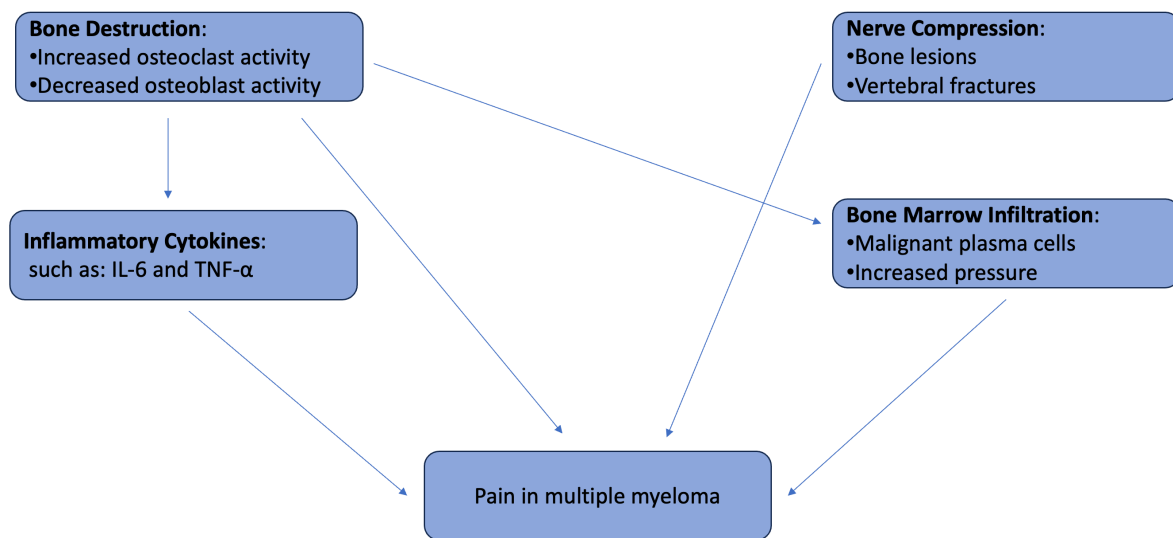 Bone Destruction:
•Increased osteoclast activity
•Decreased osteoblast activity
Nerve Compression:
•Bone lesions
•Vertebral fractures
Inflammatory Cytokines:
such as: IL-6 and TNF-α
Bone Marrow Infiltration:
•Malignant plasma cells
•Increased pressure
Pain in multiple myeloma